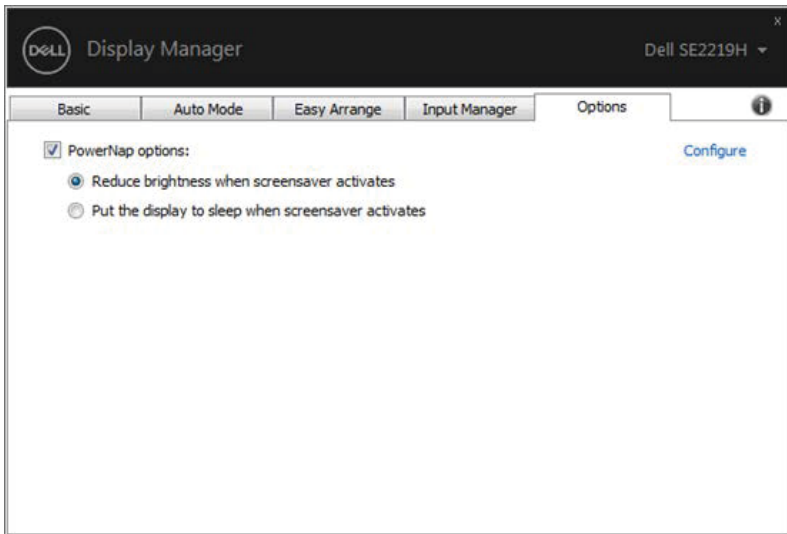 x
DELL Display Manager Dell SE2219H
Basic Auto Mode Easy Arrange Input Manager Options i
PowerNap options: Configure
Reduce brightness when screensaver activates
Put the display to sleep when screensaver activates